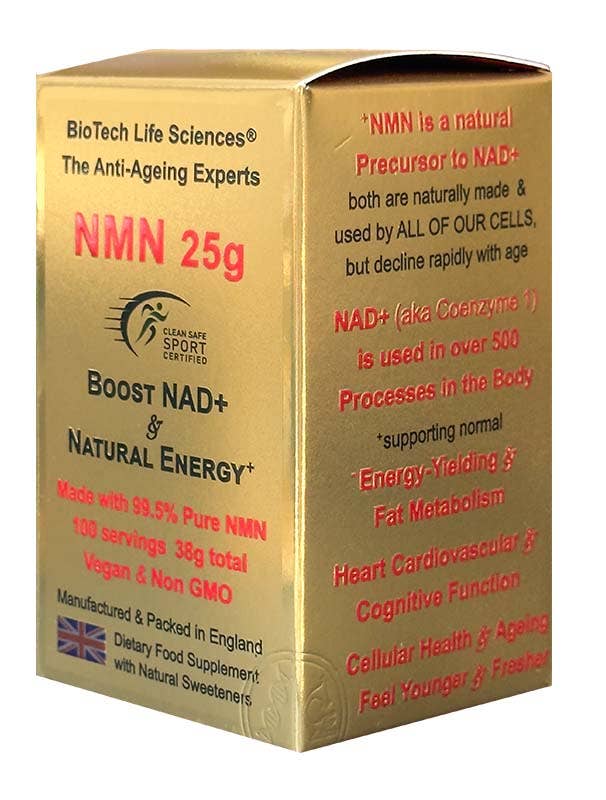 BioTech Life Sciences®
The Anti-Ageing Experts
NMN 25g
CLEAN SAFE
SPORT
CERTIFIED
BOOST NAD+
&
NATURAL ENERGY+
Made with 99.5% Pure NMN
100 servings 38g total
Vegan & Non GMO
Manufactured & Packed in England
Dietary Food Supplement
with Natural Sweeteners
+NMN is a natural
Precursor to NAD+
both are naturally made &
used by ALL OF OUR CELLS,
but decline rapidly with age
NAD+ (aka Coenzyme 1)
is used in over 500
Processes in the Body
+supporting normal
-Energy-Yielding &
Fat Metabolism
Heart Cardiovascular &
Cognitive Function
Cellular Health & Ageing
Feel Younger & Fresher